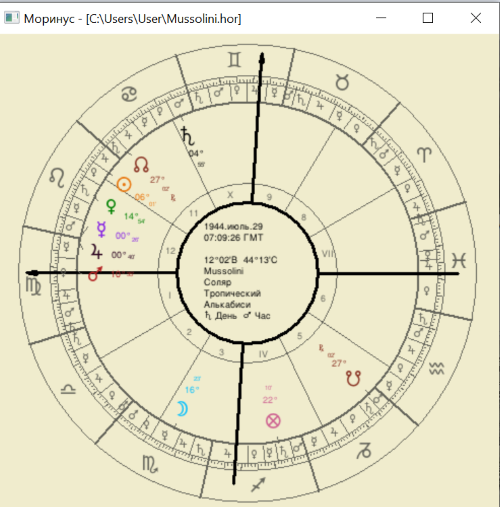 Моринус - [C:\Users\User\Mussolini.hor]
1944.июль.29
07:09:26 ГМТ
12°02'В 44°13'С
Mussolini
Соляр
Тропический
Алькабиси
♄ День ♂ Час
X
9
8
VII
6
5
IV
3
2
I
12
11
04°
27°
06°
14°
00°
00°
16°
22°
27°